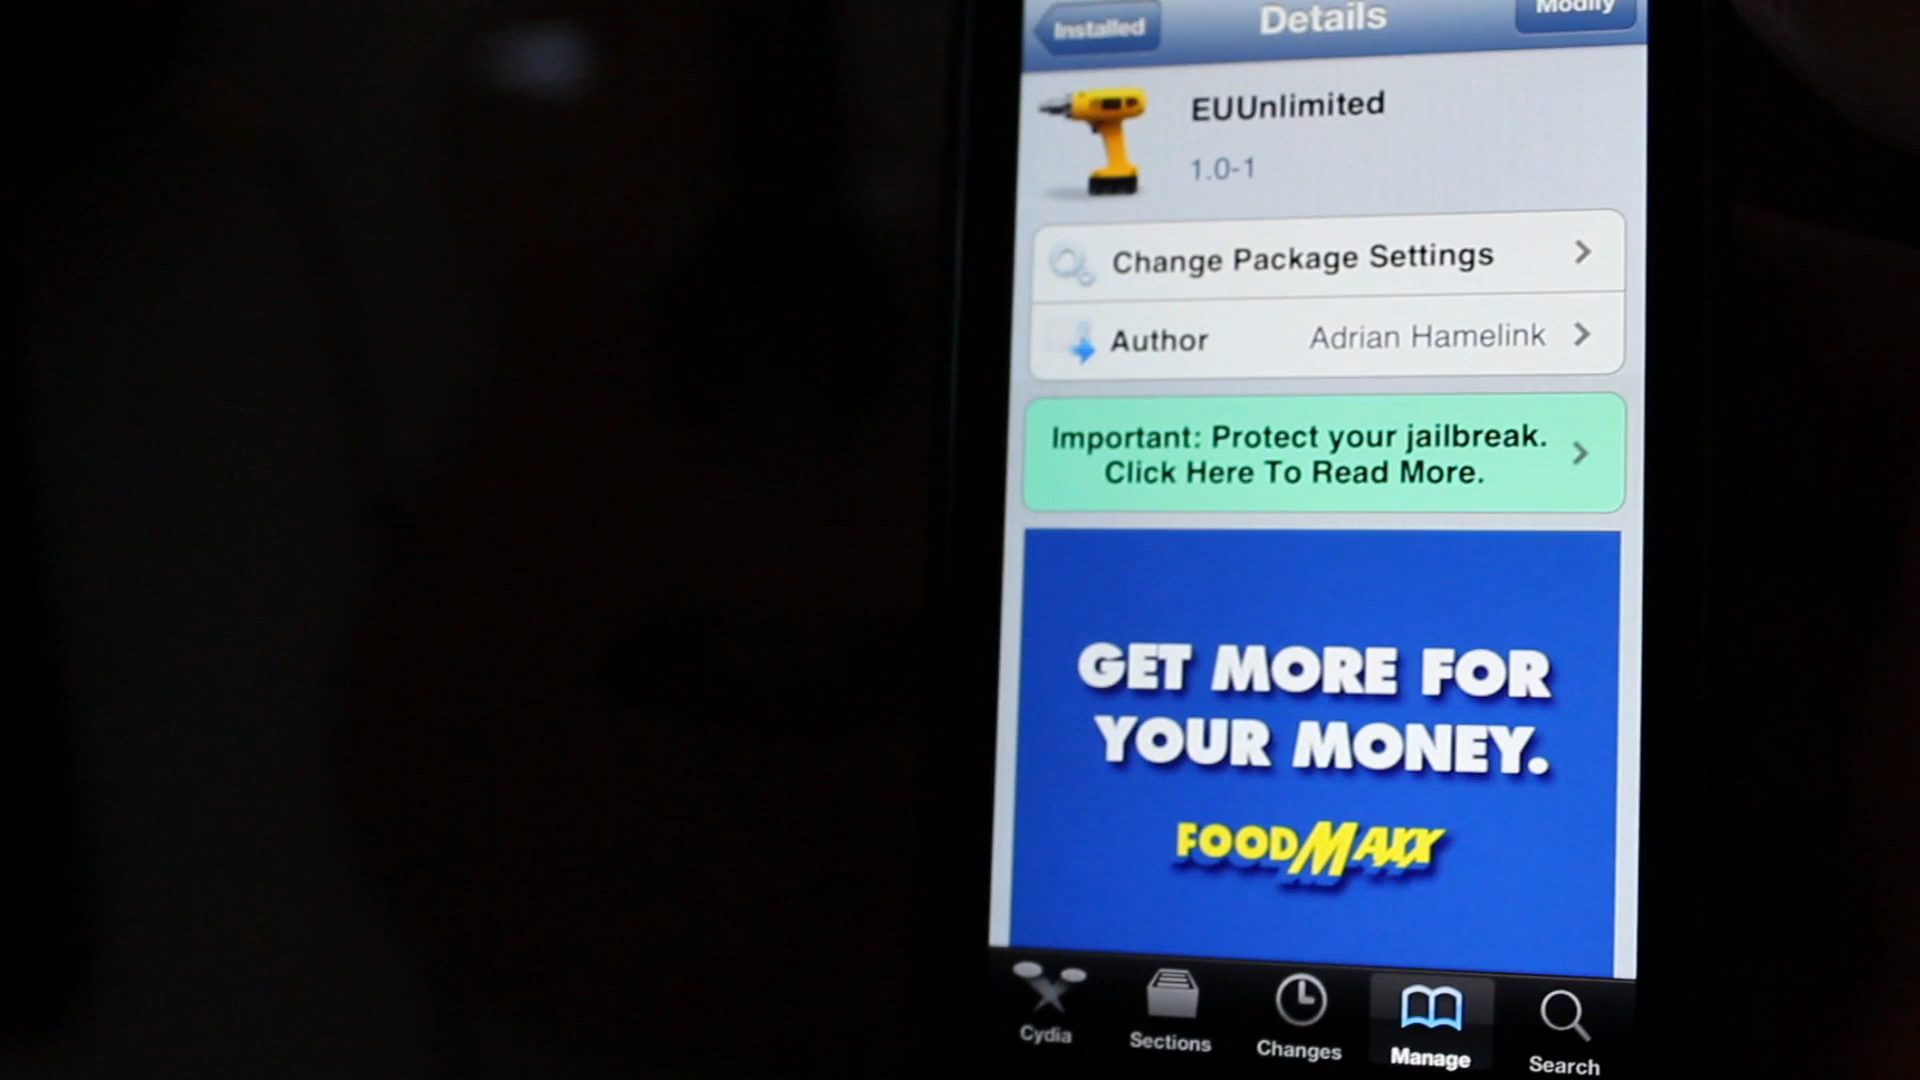 Installed
Details
Modify
EUUnlimited
1.0-1
Change Package Settings
Author
Adrian Hamelink
Important: Protect your jailbreak.
Click Here To Read More.
GET MORE FOR
YOUR MONEY.
FOODMAXX
Cydia
Sections
Changes
Manage
Search